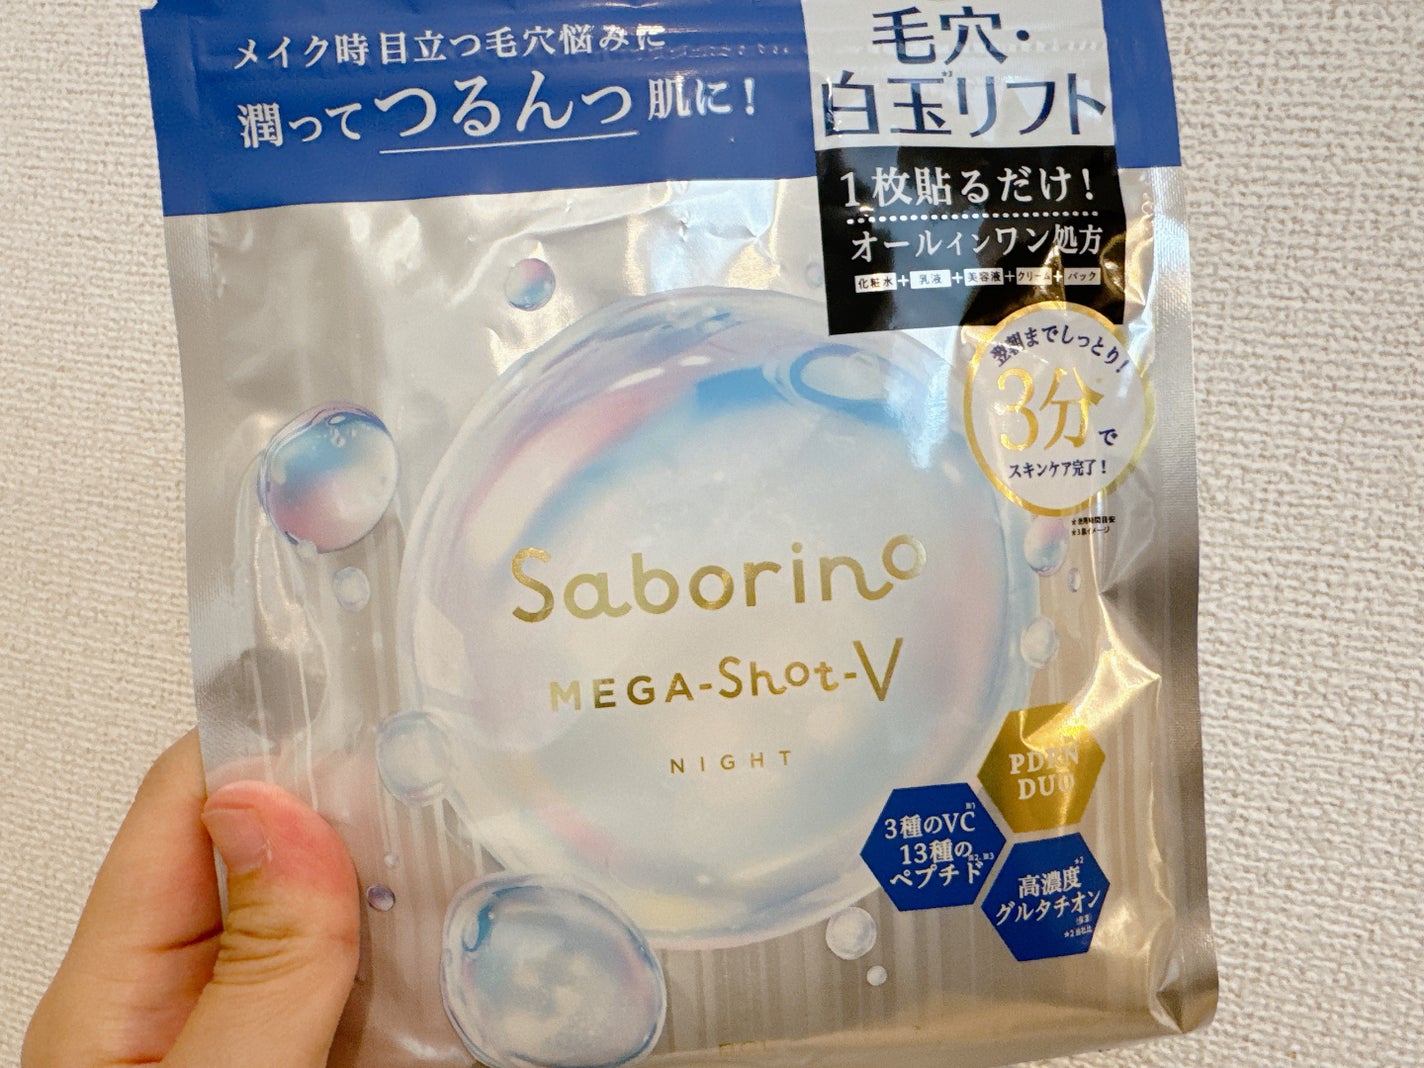 メイク時目立つ毛穴悩みに
潤ってつるんっ肌に！
毛穴・
白玉リフト
1枚貼るだけ！
オールインワン処方
化粧水+乳液+美容液+クリーム+パック
翌朝までしっとり！
3分で
スキンケア完了！
Saborino
MEGA-Shot-V
NIGHT
PDRN
DUO
3種のVC
13種の
ペプチド
高濃度
グルタチオン